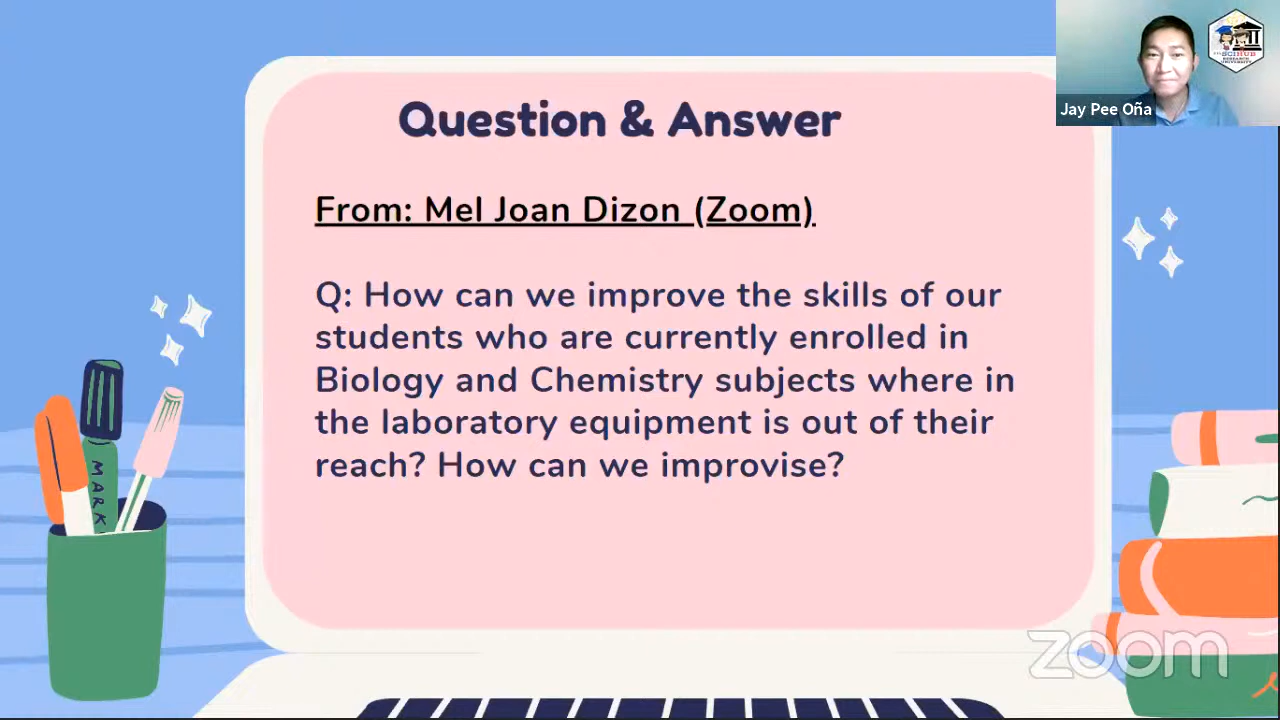 Question & Answer
Jay Pee Oña
From: Mel Joan Dizon (Zoom)
Q: How can we improve the skills of our
students who are currently enrolled in
Biology and Chemistry subjects where in
the laboratory equipment is out of their
reach? How can we improvise?
MARK
zoom